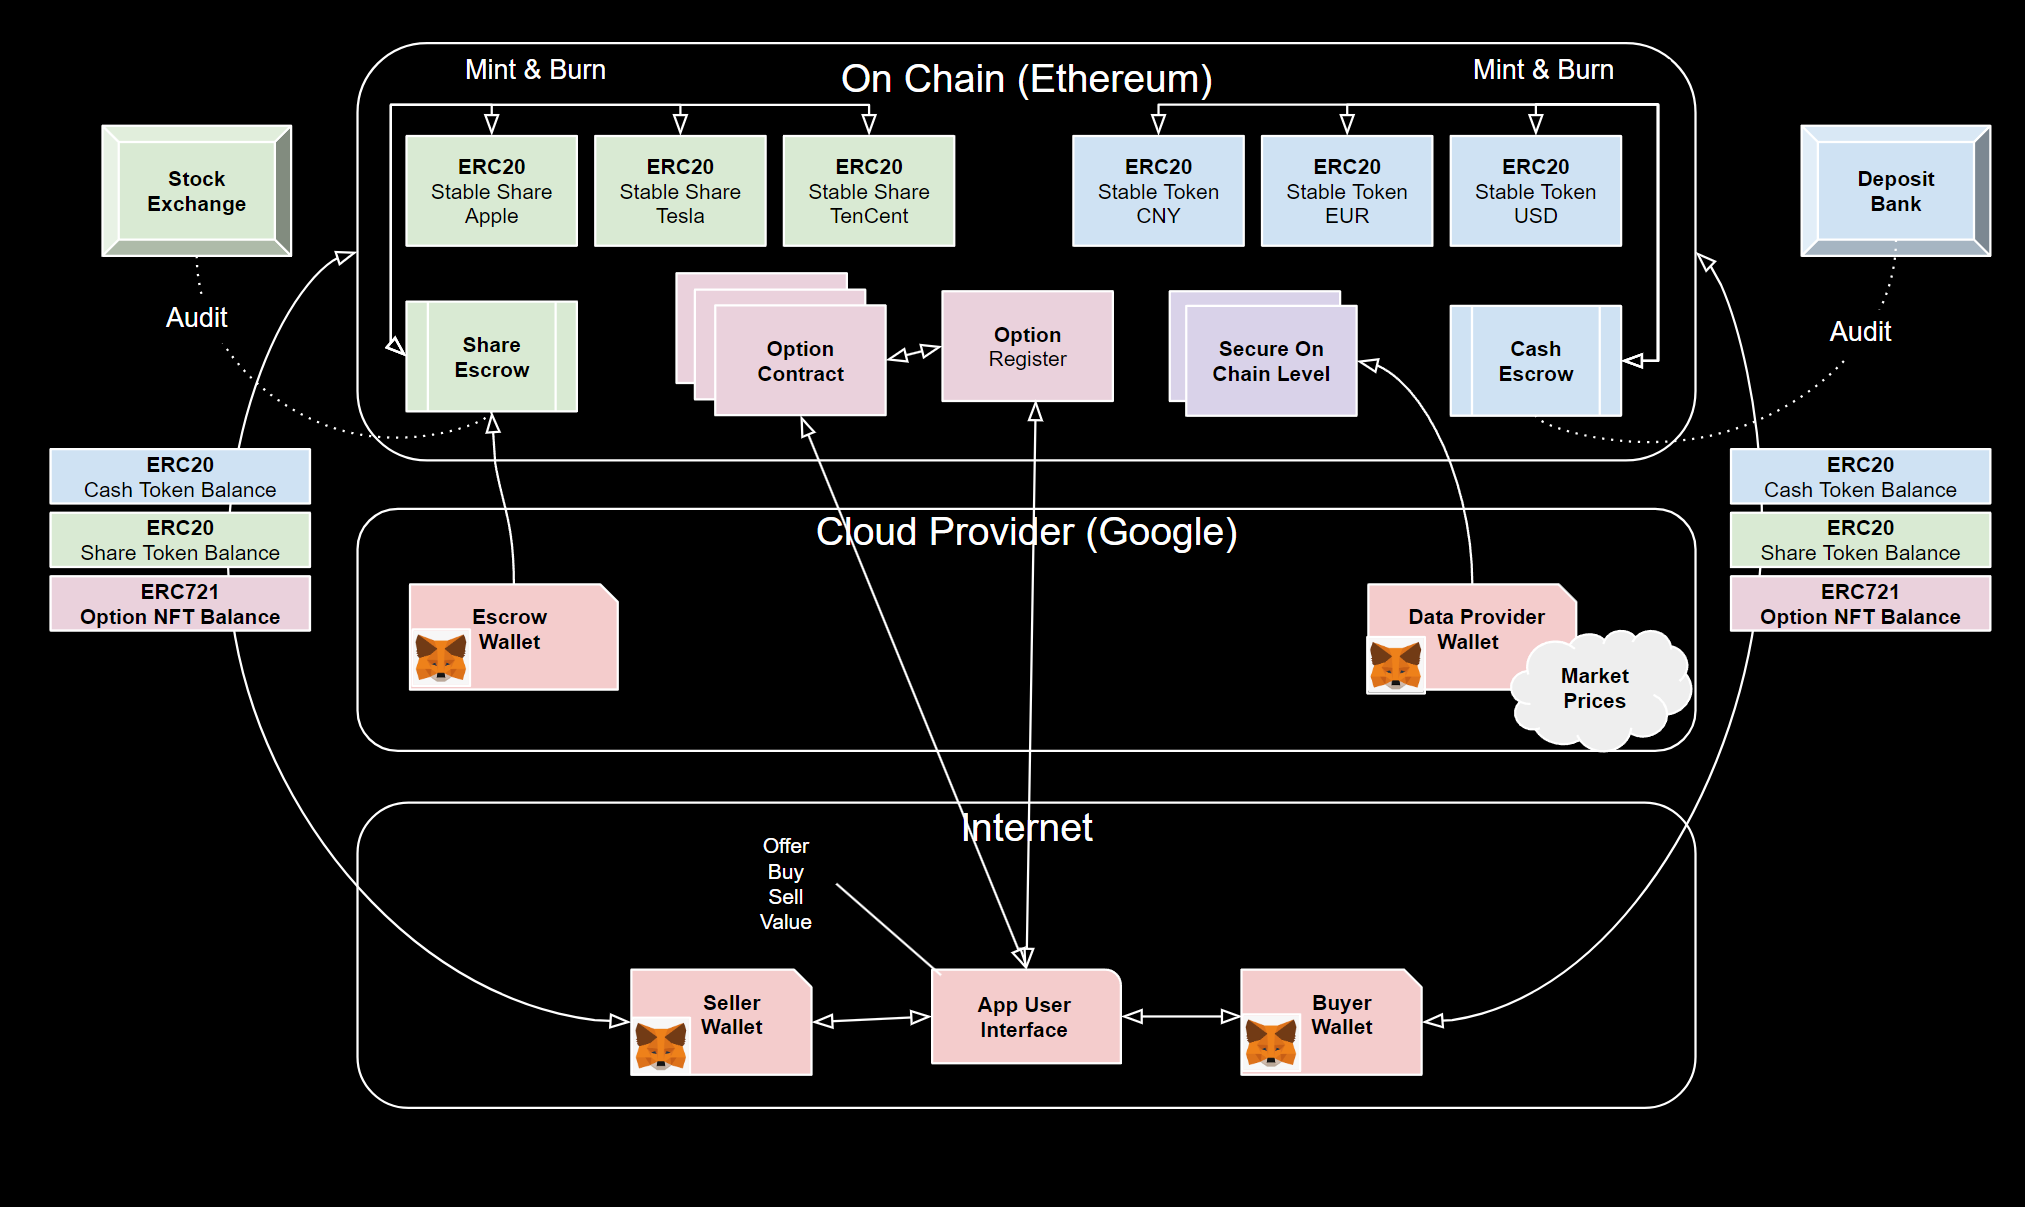 Mint & Burn
On Chain (Ethereum)
Mint & Burn
Stock
Exchange
ERC20
Stable Share
Apple
ERC20
Stable Share
Tesla
ERC20
Stable Share
TenCent
ERC20
Stable Token
CNY
ERC20
Stable Token
EUR
ERC20
Stable Token
USD
Deposit
Bank
Audit
Share
Escrow
Option
Contract
Option
Register
Secure On
Chain Level
Cash
Escrow
Audit
ERC20
Cash Token Balance
ERC20
Share Token Balance
ERC721
Option NFT Balance
ERC20
Cash Token Balance
ERC20
Share Token Balance
ERC721
Option NFT Balance
Cloud Provider (Google)
Escrow
Wallet
Data Provider
Wallet
Market
Prices
Internet
Offer
Buy
Sell
Value
Seller
Wallet
App User
Interface
Buyer
Wallet